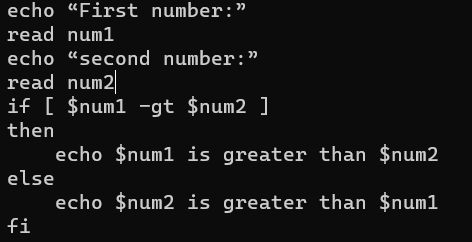 echo “First number:”
read num1
echo “second number:”
read num2
if [ $num1 –gt $num2 ]
then
    echo $num1 is greater than $num2
else
    echo $num2 is greater than $num1
fi